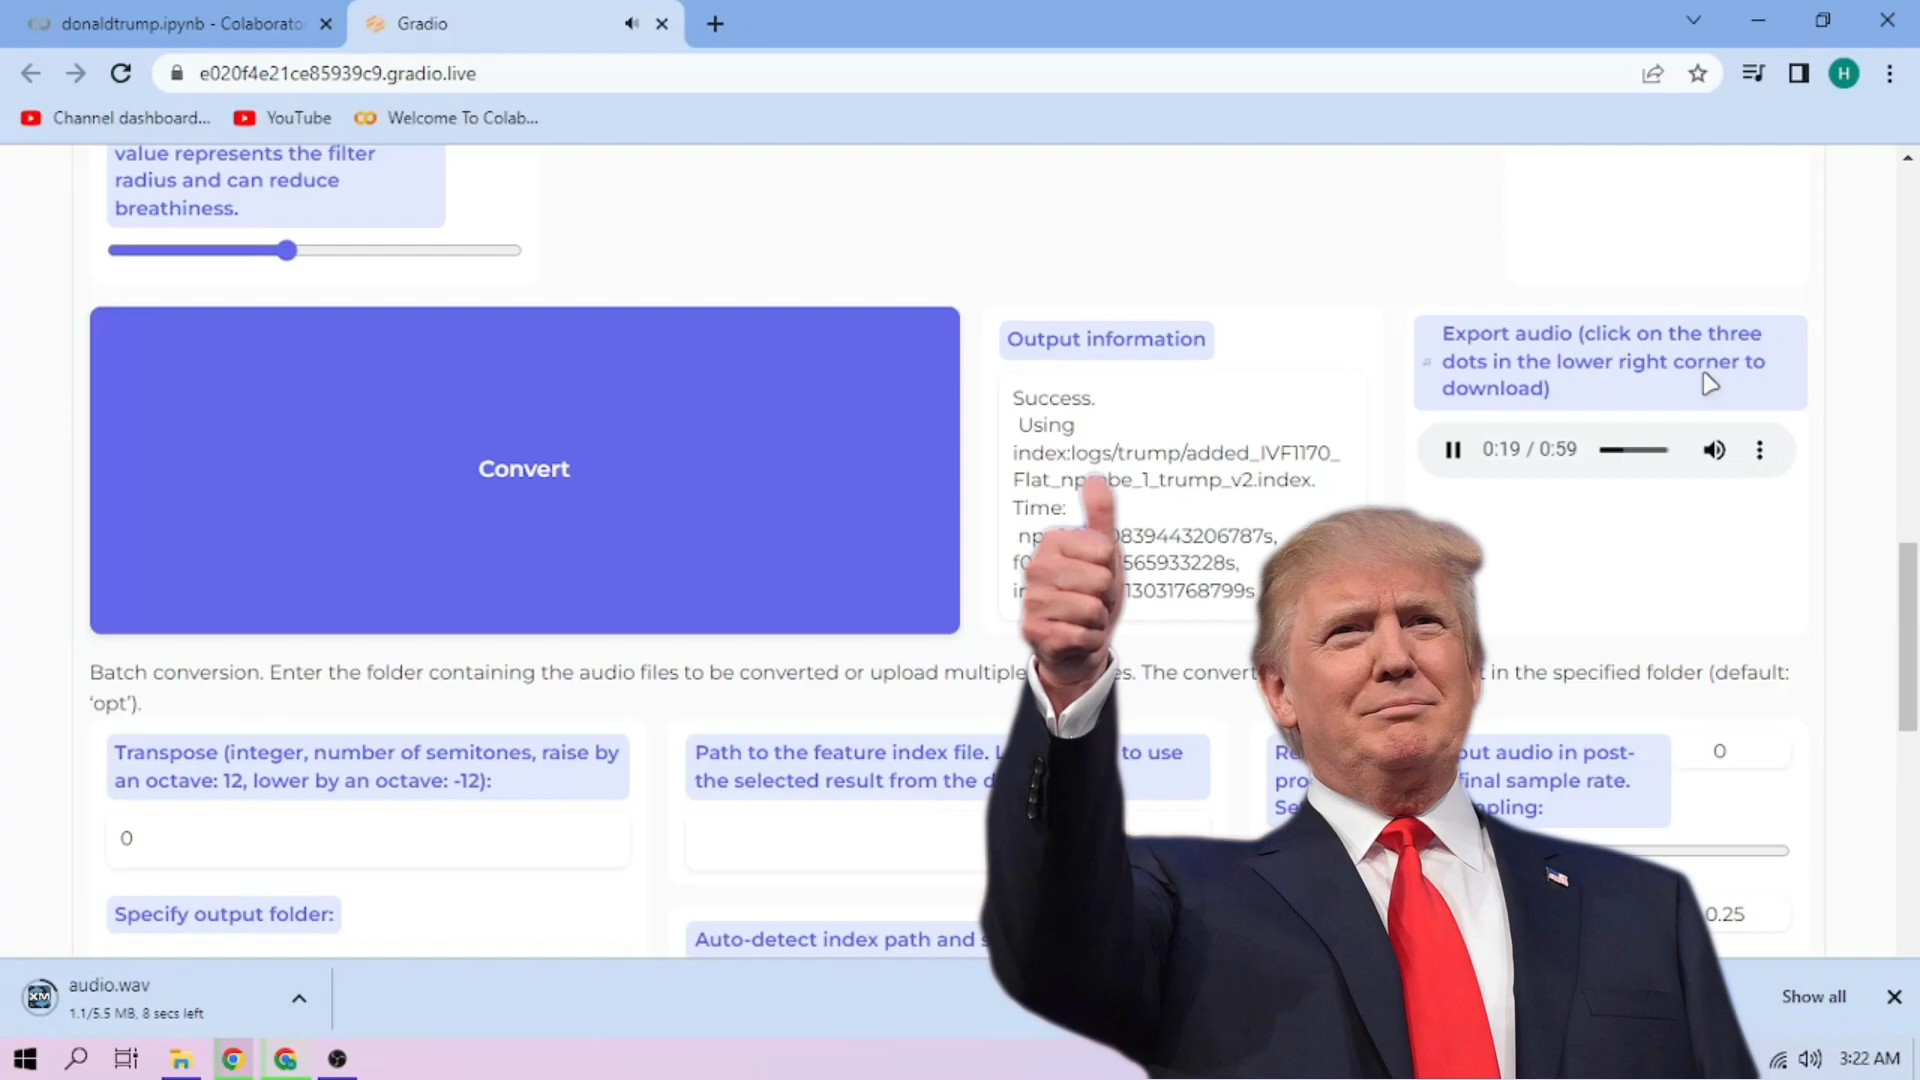 donaldtrump.ipynb - Colaborato
Gradio
e020f4e21ce85939c9.gradio.live
H
Channel dashboard...
YouTube
Welcome To Colab...
value represents the filter
radius and can reduce
breathiness.
Convert
Output information
Success.
Using
index:logs/trump/added_IVF1170_
Flat_nprobe_1_trump_v2.index.
Time:
0839443206787s,
565933228s,
13031768799s
Export audio (click on the three
dots in the lower right corner to
download)
0:19 / 0:59
Batch conversion. Enter the folder containing the audio files to be converted or upload multiple The convert in the specified folder (default:
‘opt’).
Transpose (integer, number of semitones, raise by
an octave: 12, lower by an octave: -12):
0
Specify output folder:
Path to the feature index file. to use
the selected result from the
Auto-detect index path and
audio in post-
final sample rate.
0
0.25
audio.wav
1.1/5.5 MB, 8 secs left
Show all
3:22 AM